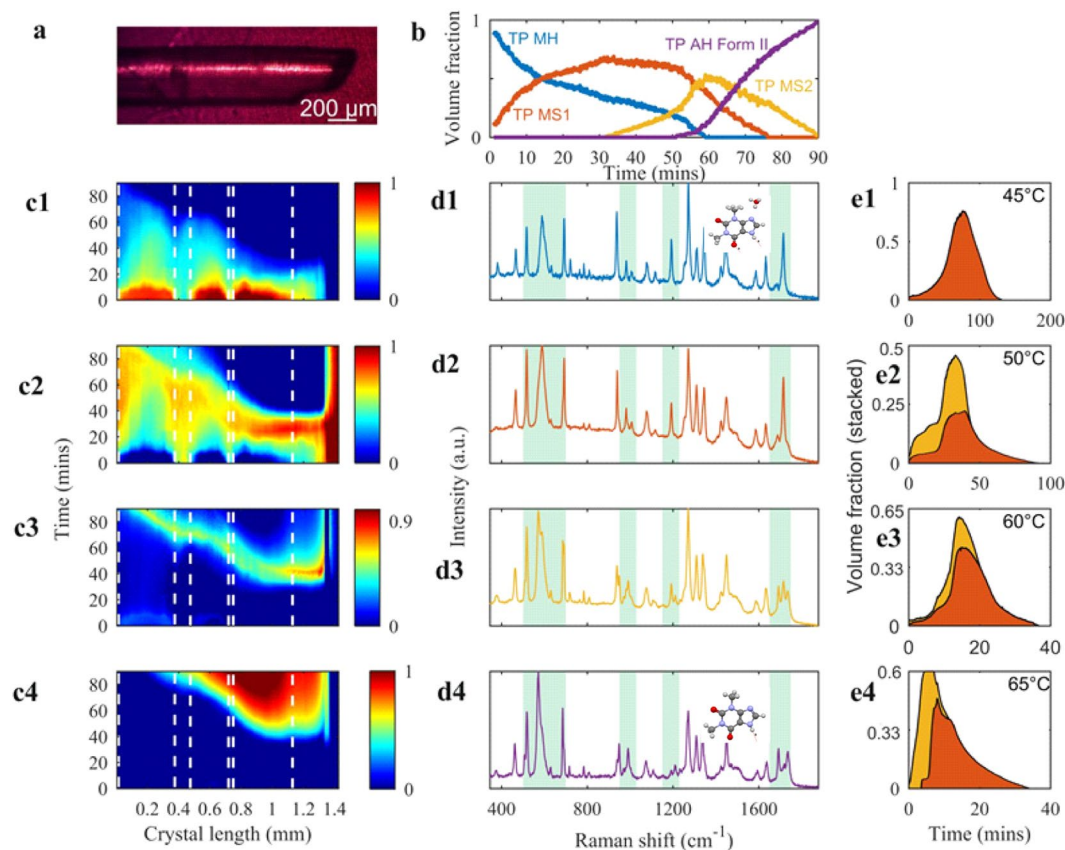 a
200 µm
b
Volume fraction
1
0
TP MH
TP AH Form II
TP MS1
TP MS2
0 10 20 30 40 50 60 70 80 90
Time (mins)
c1
80
60
40
20
0
1
0
c2
80
60
40
20
0
1
0
c3
80
60
40
20
0
0.9
0
c4
80
60
40
20
0
1
0
Time (mins)
0.2 0.4 0.6 0.8 1 1.2 1.4
Crystal length (mm)
d1
d2
d3
d4
Intensity (a.u.)
400 800 1200 1600
Raman shift (cm-1)
e1
45°C
1
0.5
0
0 100 200
e2
50°C
0.5
0.25
0
0 50 100
e3
60°C
0.65
0.33
0
0 20 40
e4
65°C
0.6
0.33
0
0 20 40
Volume fraction (stacked)
Time (mins)